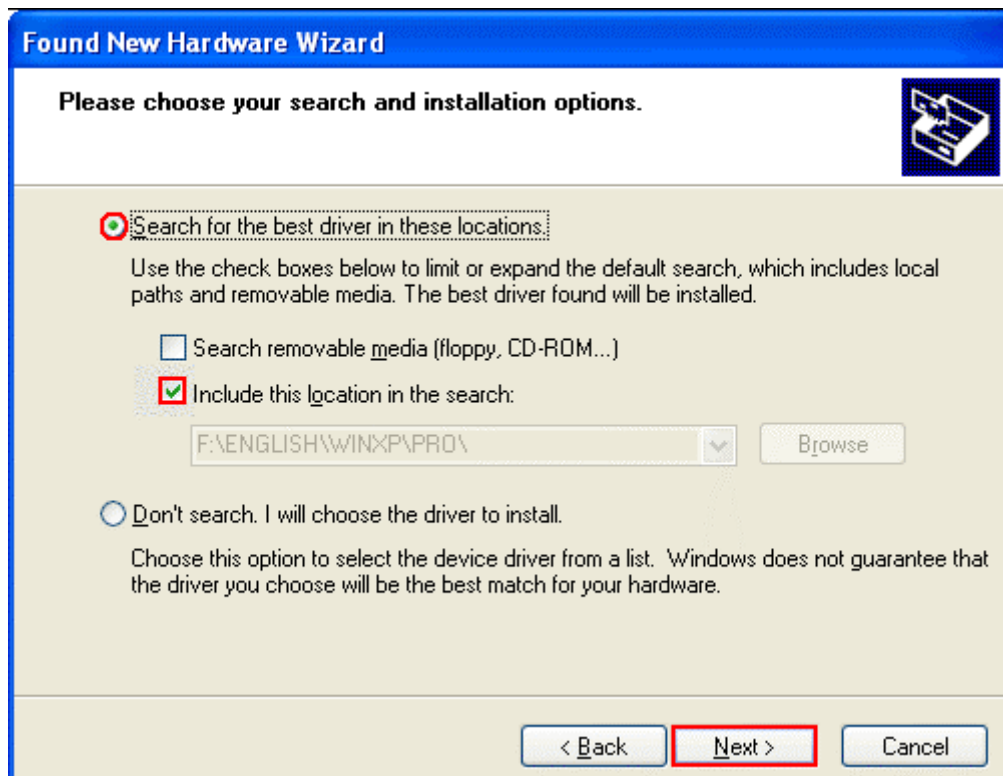 Found New Hardware Wizard
Please choose your search and installation options.
Search for the best driver in these locations.
Use the check boxes below to limit or expand the default search, which includes local
paths and removable media. The best driver found will be installed.
Search removable media (floppy, CD-ROM...)
Include this location in the search:
F:\ENGLISH\WINXP\PRO\
Browse
Don't search. I will choose the driver to install.
Choose this option to select the device driver from a list. Windows does not guarantee that
the driver you choose will be the best match for your hardware.
< Back
Next >
Cancel